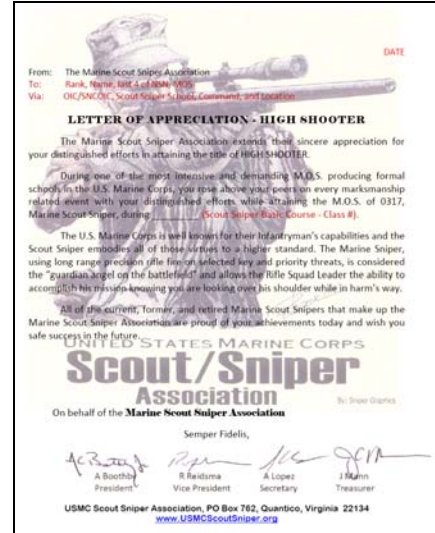 DATE
From: The Marine Scout Sniper Association
To: Rank, Name, last 4 of SSN, MOS
Via: OIC/SNCOIC, Scout Sniper School, Command, and Location
LETTER OF APPRECIATION - HIGH SHOOTER
The Marine Scout Sniper Association extends their sincere appreciation for
your distinguished efforts in attaining the title of HIGH SHOOTER.
During one of the most intensive and demanding M.O.S. producing formal
schools in the U.S. Marine Corps, you rose above your peers on every marksmanship
related event with your distinguished efforts while attaining the M.O.S. of 0317,
Marine Scout Sniper, during (Scout Sniper Basic Course - Class #).
The U.S. Marine Corps is well known for their Infantryman's capabilities and the
Scout Sniper embodies all of those virtues to a higher standard. The Marine Sniper,
using long range precision rifle fire on selected key and priority threats, is considered
the "guardian angel on the battlefield" and allows the Rifle Squad Leader the ability to
accomplish his mission knowing you are looking over his shoulder while in harm's way.
All of the current, former, and retired Marine Scout Snipers that make up the
Marine Scout Sniper Association are proud of your achievements today and wish you
safe success in the future.
UNITED STATES MARINE CORPS
Scout/Sniper
Association
By: Sniper Graphics
On behalf of the Marine Scout Sniper Association
Semper Fidelis,
A Boothby R Reidsma A Lopez J Mann
President Vice President Secretary Treasurer
USMC Scout Sniper Association, PO Box 762, Quantico, Virginia 22134
www.USMCScoutSniper.org